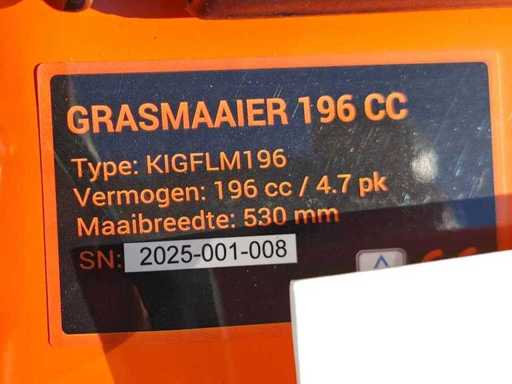 GRASMAAIER 196 CC
Type: KIGFLM196
Vermogen: 196 cc / 4.7 pk
Maaibreedte: 530 mm
SN: 2025-001-008